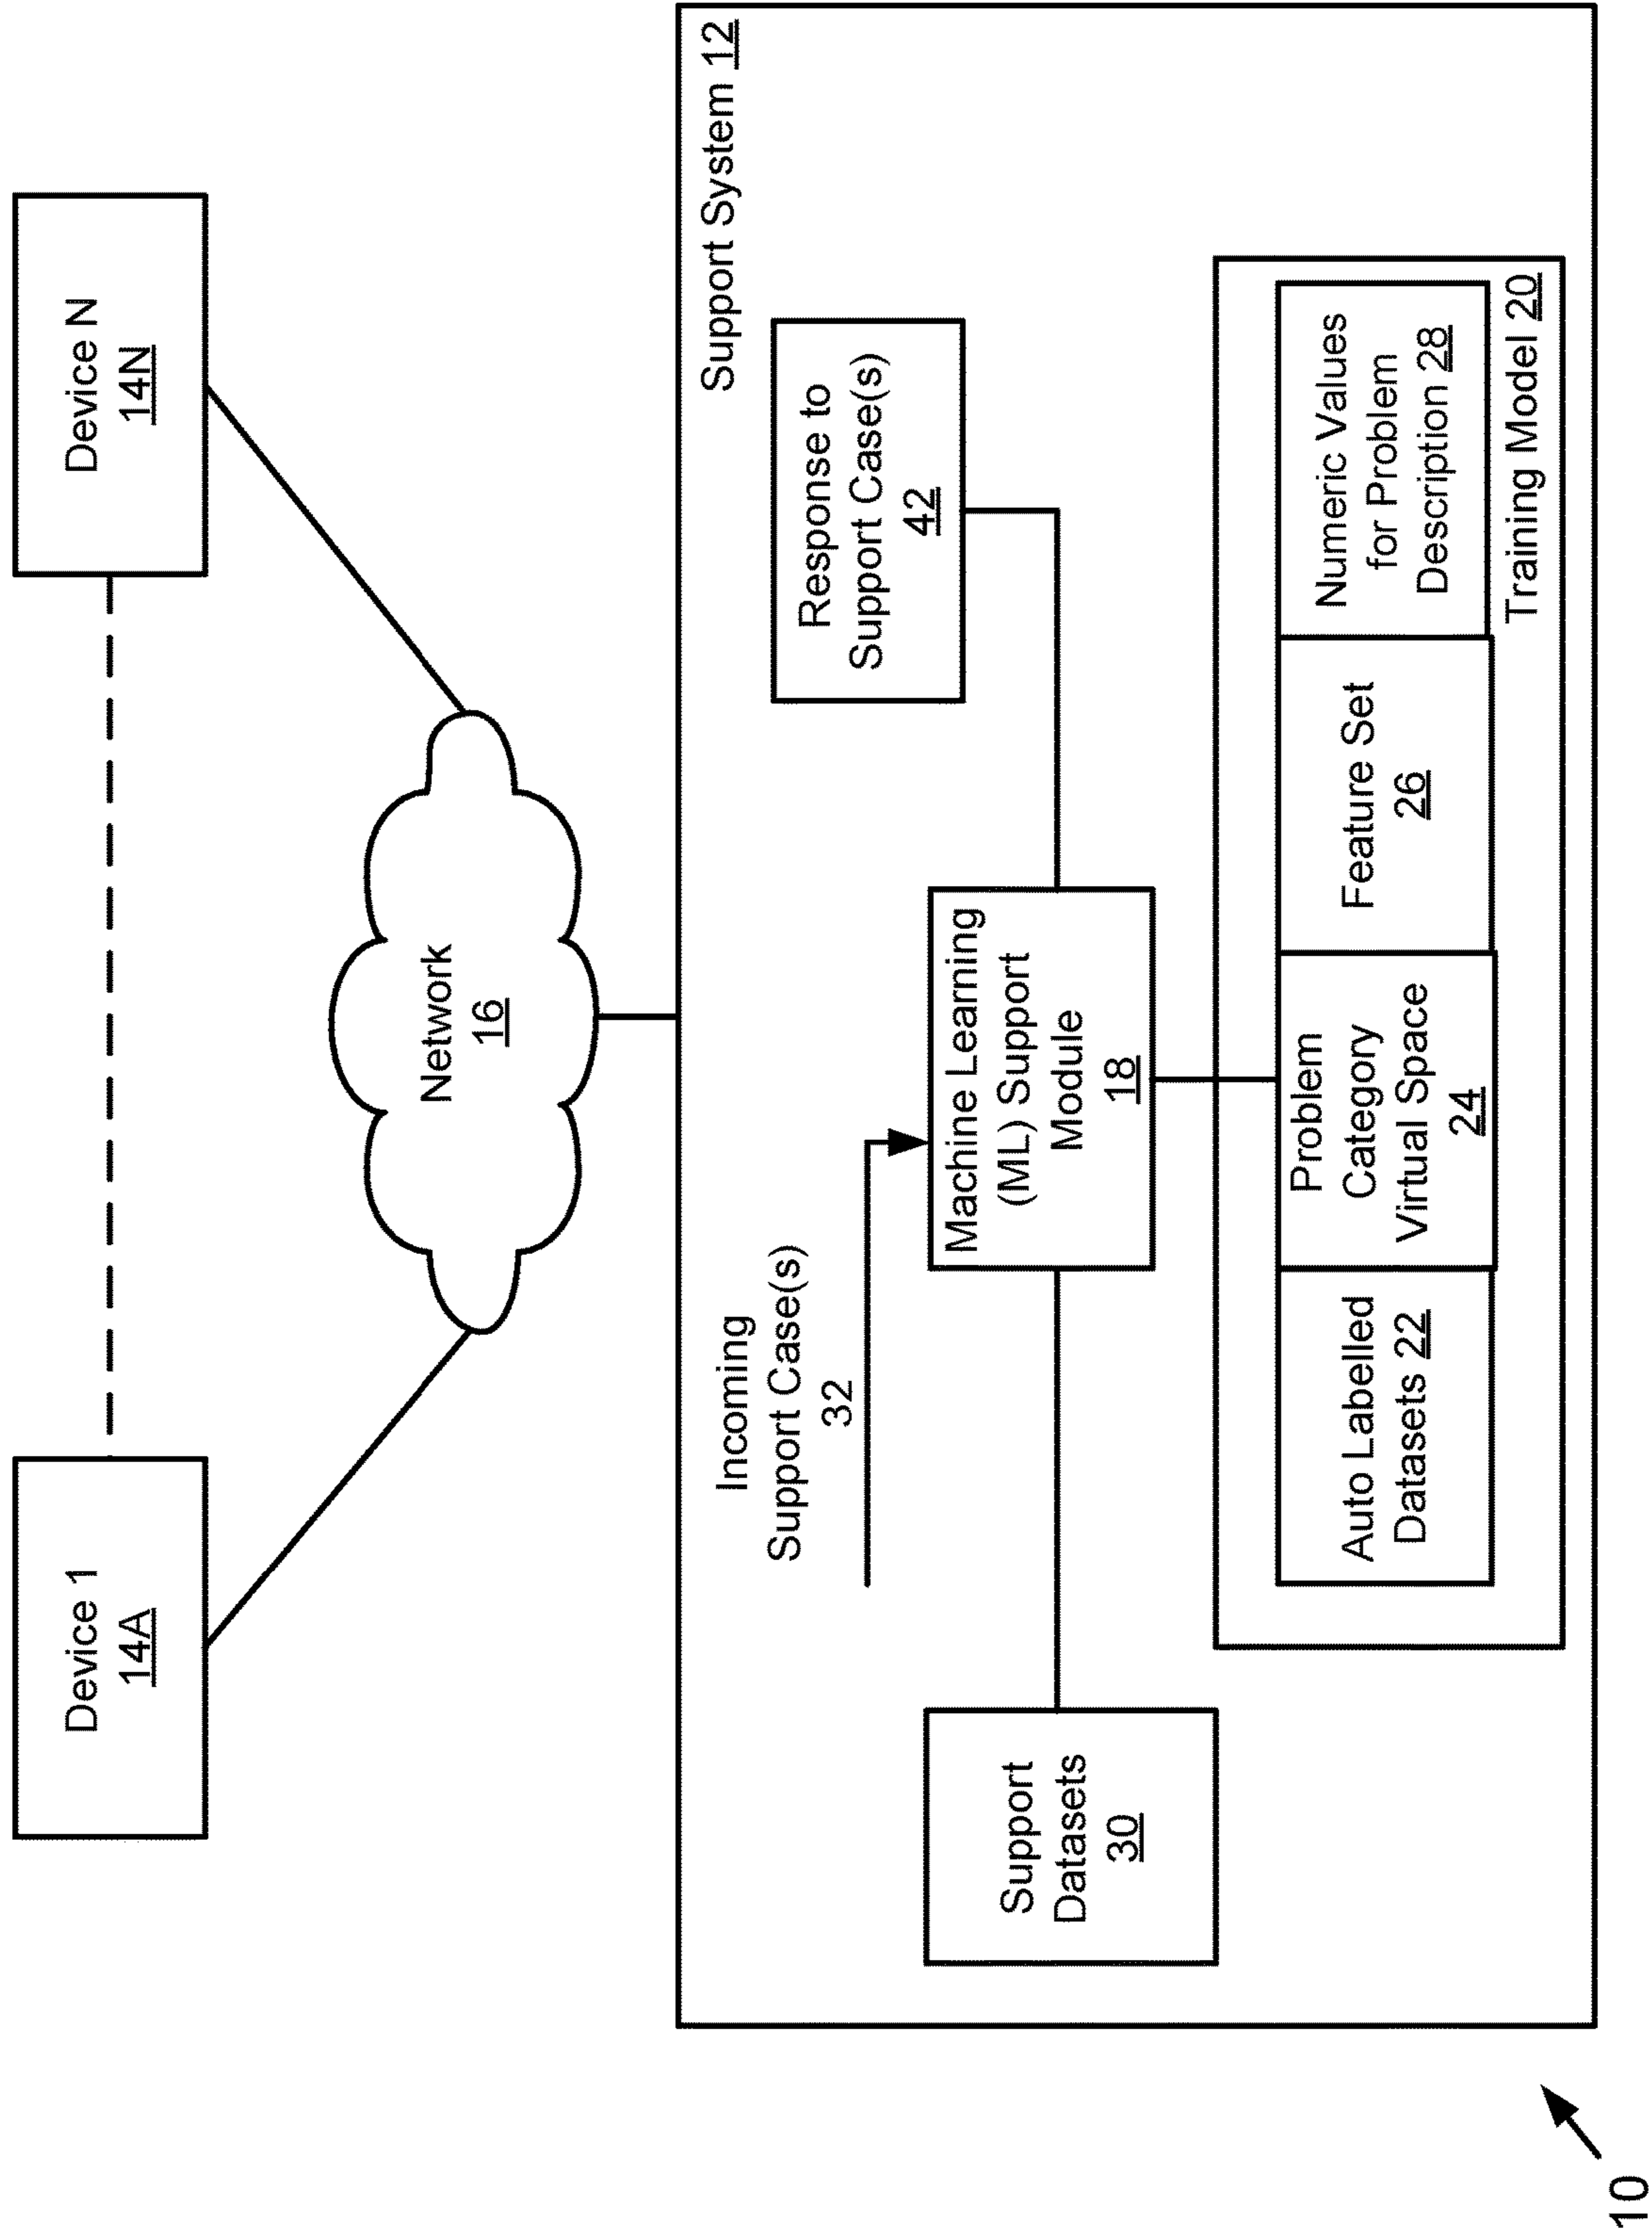 Device 1
14A
Device N
14N
Network
16
Support System 12
Incoming
Support Case(s)
32
Response to
Support Case(s)
42
Support
Datasets
30
Machine Learning
(ML) Support
Module
18
Auto Labelled
Datasets 22
Problem
Category
Virtual Space
24
Feature Set
26
Numeric Values
for Problem
Description 28
Training Model 20
10